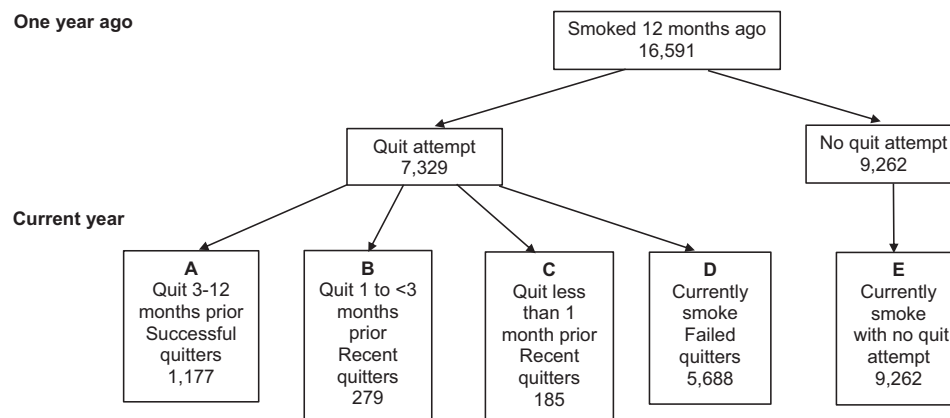 One year ago
Smoked 12 months ago
16,591
Quit attempt
7,329
No quit attempt
9,262
Current year
A
Quit 3-12
months prior
Successful
quitters
1,177
B
Quit 1 to <3
months
prior
Recent
quitters
279
C
Quit less
than 1
month prior
Recent
quitters
185
D
Currently
smoke
Failed
quitters
5,688
E
Currently
smoke
with no quit
attempt
9,262